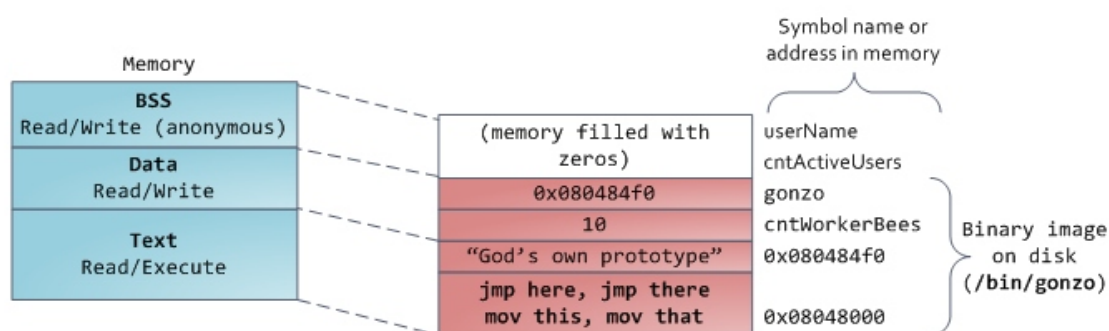 Symbol name or
address in memory
Memory
BSS
Read/Write (anonymous)
Data
Read/Write
Text
Read/Execute
(memory filled with
zeros)
0x080484f0
10
“God’s own prototype”
jmp here, jmp there
mov this, mov that
userName
cntActiveUsers
gonzo
cntWorkerBees
0x080484f0
0x08048000
Binary image
on disk
(/bin/gonzo)